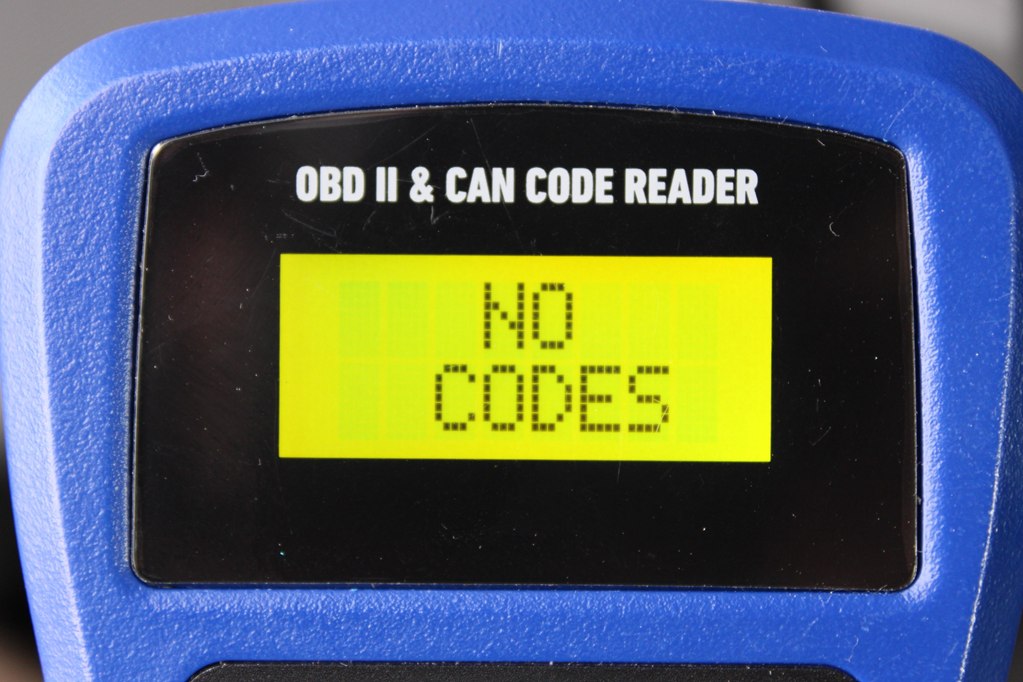 OBD II & CAN CODE READER
NO
CODES